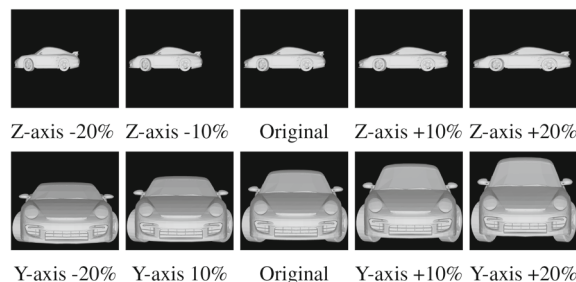 Z-axis -20% Z-axis -10% Original Z-axis +10% Z-axis +20%
Y-axis -20% Y-axis 10% Original Y-axis +10% Y-axis +20%